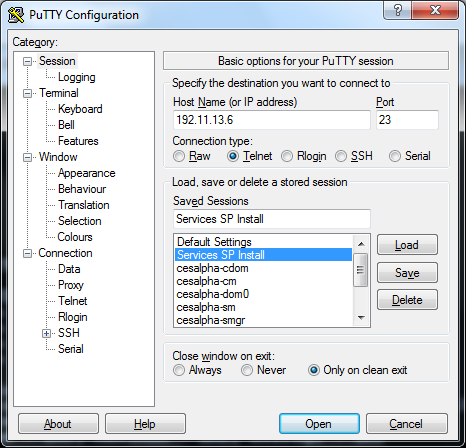 PuTTY Configuration
Category:
Session
Logging
Terminal
Keyboard
Bell
Features
Window
Appearance
Behaviour
Translation
Selection
Colours
Connection
Data
Proxy
Telnet
Rlogin
SSH
Serial
Basic options for your PuTTY session
Specify the destination you want to connect to
Host Name (or IP address) Port
192.11.13.6 23
Connection type:
Raw Telnet Rlogin SSH Serial
Load, save or delete a stored session
Saved Sessions
Services SP Install
Default Settings
Services SP Install
cesalpha-cdom
cesalpha-cm
cesalpha-dom0
cesalpha-sm
cesalpha-smgr
Load
Save
Delete
Close window on exit:
Always Never Only on clean exit
About Help Open Cancel